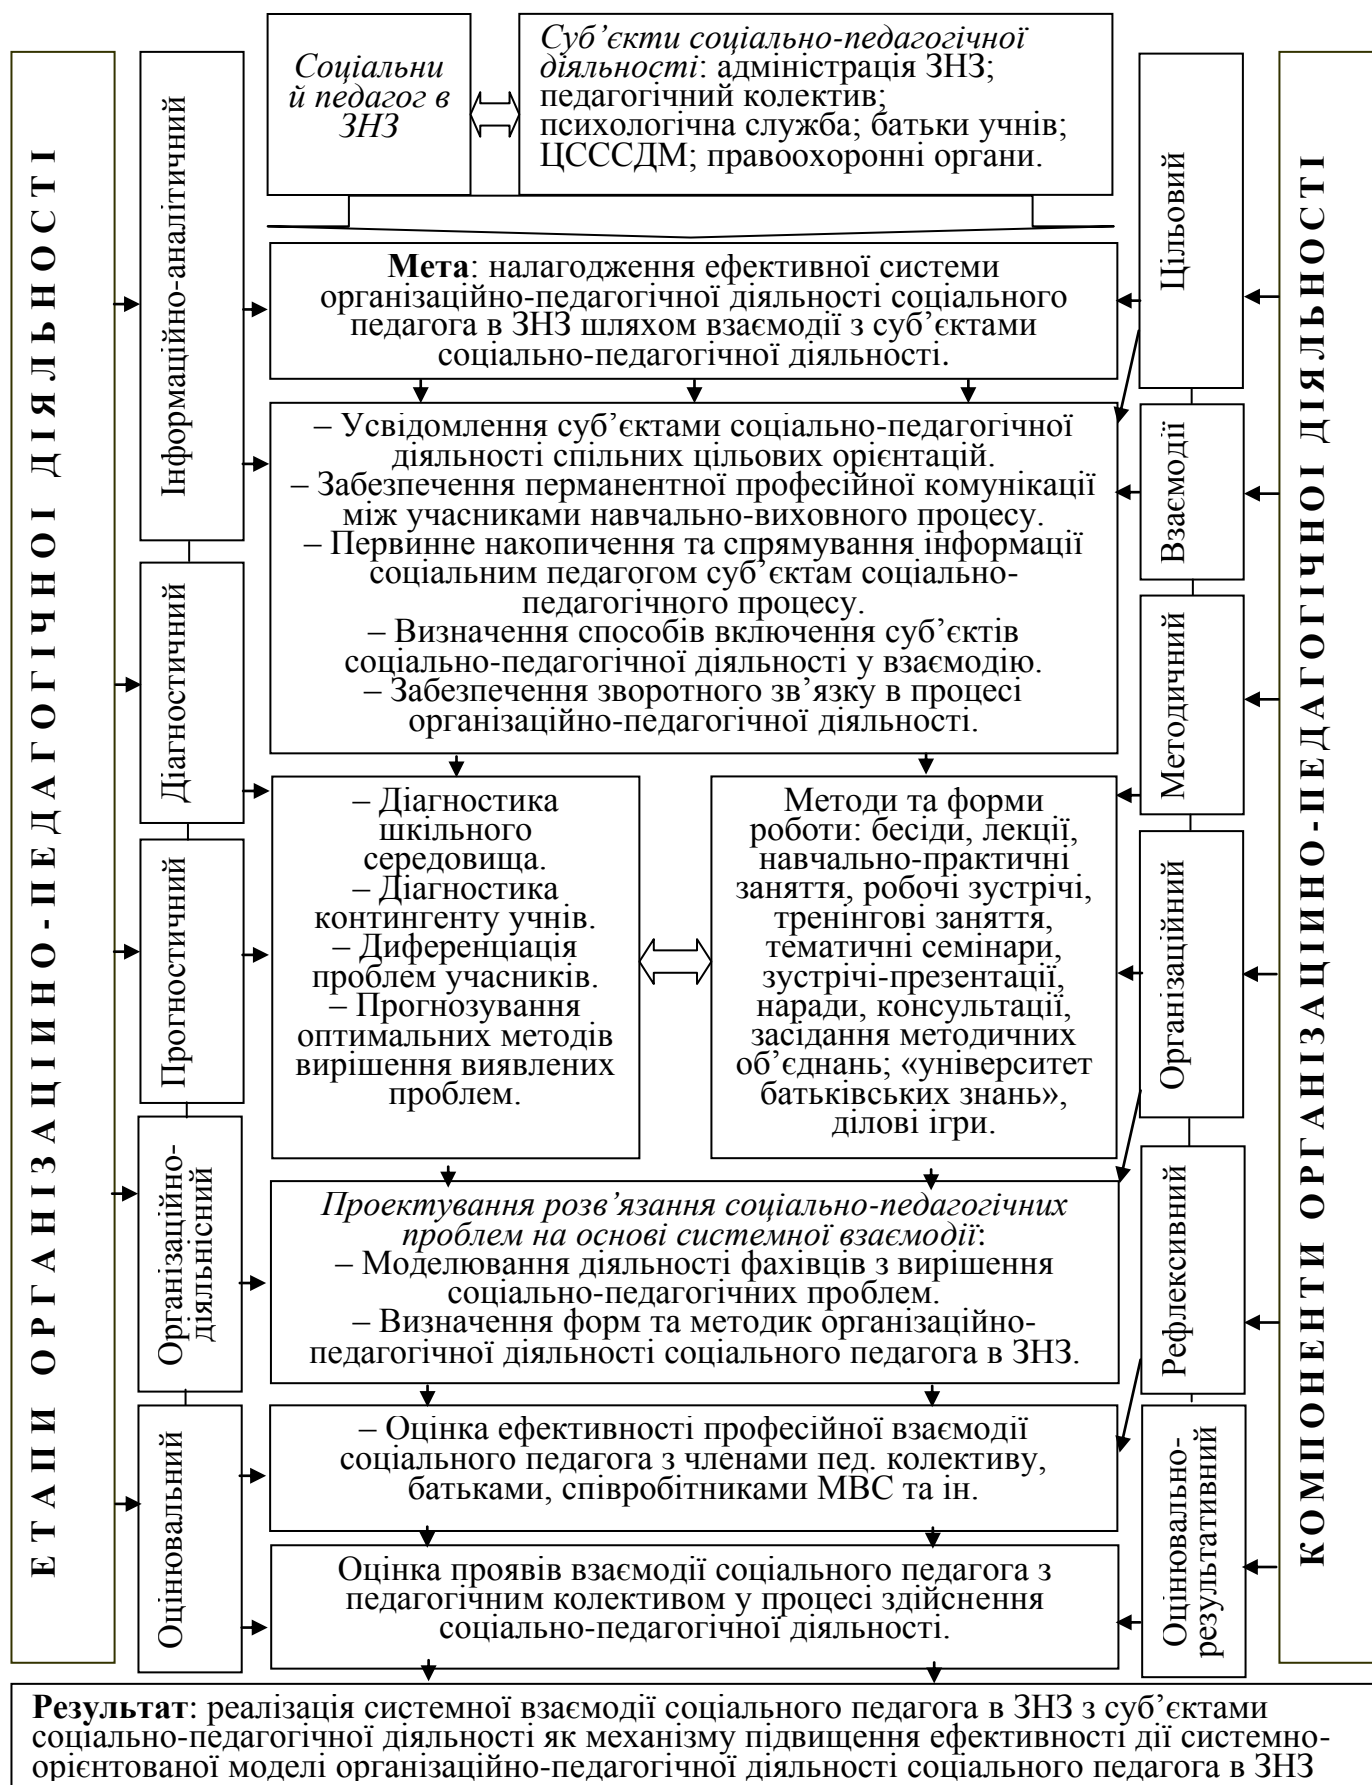 ЕТАПИ ОРГАНІЗАЦІЙНО-ПЕДАГОГІЧНОЇ ДІЯЛЬНОСТІ
Інформаційно-аналітичний
Діагностичний
Прогностичний
Організаційно-
діяльнісний
Оцінювальний
Соціальни
й педагог в
ЗНЗ
Суб’єкти соціально-педагогічної
діяльності: адміністрація ЗНЗ;
педагогічний колектив;
психологічна служба; батьки учнів;
ЦСССДМ; правоохоронні органи.
Мета: налагодження ефективної системи
організаційно-педагогічної діяльності соціального
педагога в ЗНЗ шляхом взаємодії з суб’єктами
соціально-педагогічної діяльності.
– Усвідомлення суб’єктами соціально-педагогічної
діяльності спільних цільових орієнтацій.
– Забезпечення перманентної професійної комунікації
між учасниками навчально-виховного процесу.
– Первинне накопичення та спрямування інформації
соціальним педагогом суб’єктам соціально-
педагогічного процесу.
– Визначення способів включення суб’єктів
соціально-педагогічної діяльності у взаємодію.
– Забезпечення зворотного зв’язку в процесі
організаційно-педагогічної діяльності.
– Діагностика
шкільного
середовища.
– Діагностика
контингенту учнів.
– Диференціація
проблем учасників.
– Прогнозування
оптимальних методів
вирішення виявлених
проблем.
Методи та форми
роботи: бесіди, лекції,
навчально-практичні
заняття, робочі зустрічі,
тренінгові заняття,
тематичні семінари,
зустрічі-презентації,
наради, консультації,
засідання методичних
об’єднань; «університет
батьківських знань»,
ділові ігри.
Проектування розв’язання соціально-педагогічних
проблем на основі системної взаємодії:
– Моделювання діяльності фахівців з вирішення
соціально-педагогічних проблем.
– Визначення форм та методик організаційно-
педагогічної діяльності соціального педагога в ЗНЗ.
– Оцінка ефективності професійної взаємодії
соціального педагога з членами пед. колективу,
батьками, співробітниками МВС та ін.
Оцінка проявів взаємодії соціального педагога з
педагогічним колективом у процесі здійснення
соціально-педагогічної діяльності.
Цільовий
Взаємодії
Методичний
Організаційний
Рефлексивний
Оцінювально-
результативний
КОМПОНЕНТИ ОРГАНІЗАЦІЙНО-ПЕДАГОГІЧНОЇ ДІЯЛЬНОСТІ
Результат: реалізація системної взаємодії соціального педагога в ЗНЗ з суб’єктами
соціально-педагогічної діяльності як механізму підвищення ефективності дії системно-
орієнтованої моделі організаційно-педагогічної діяльності соціального педагога в ЗНЗ